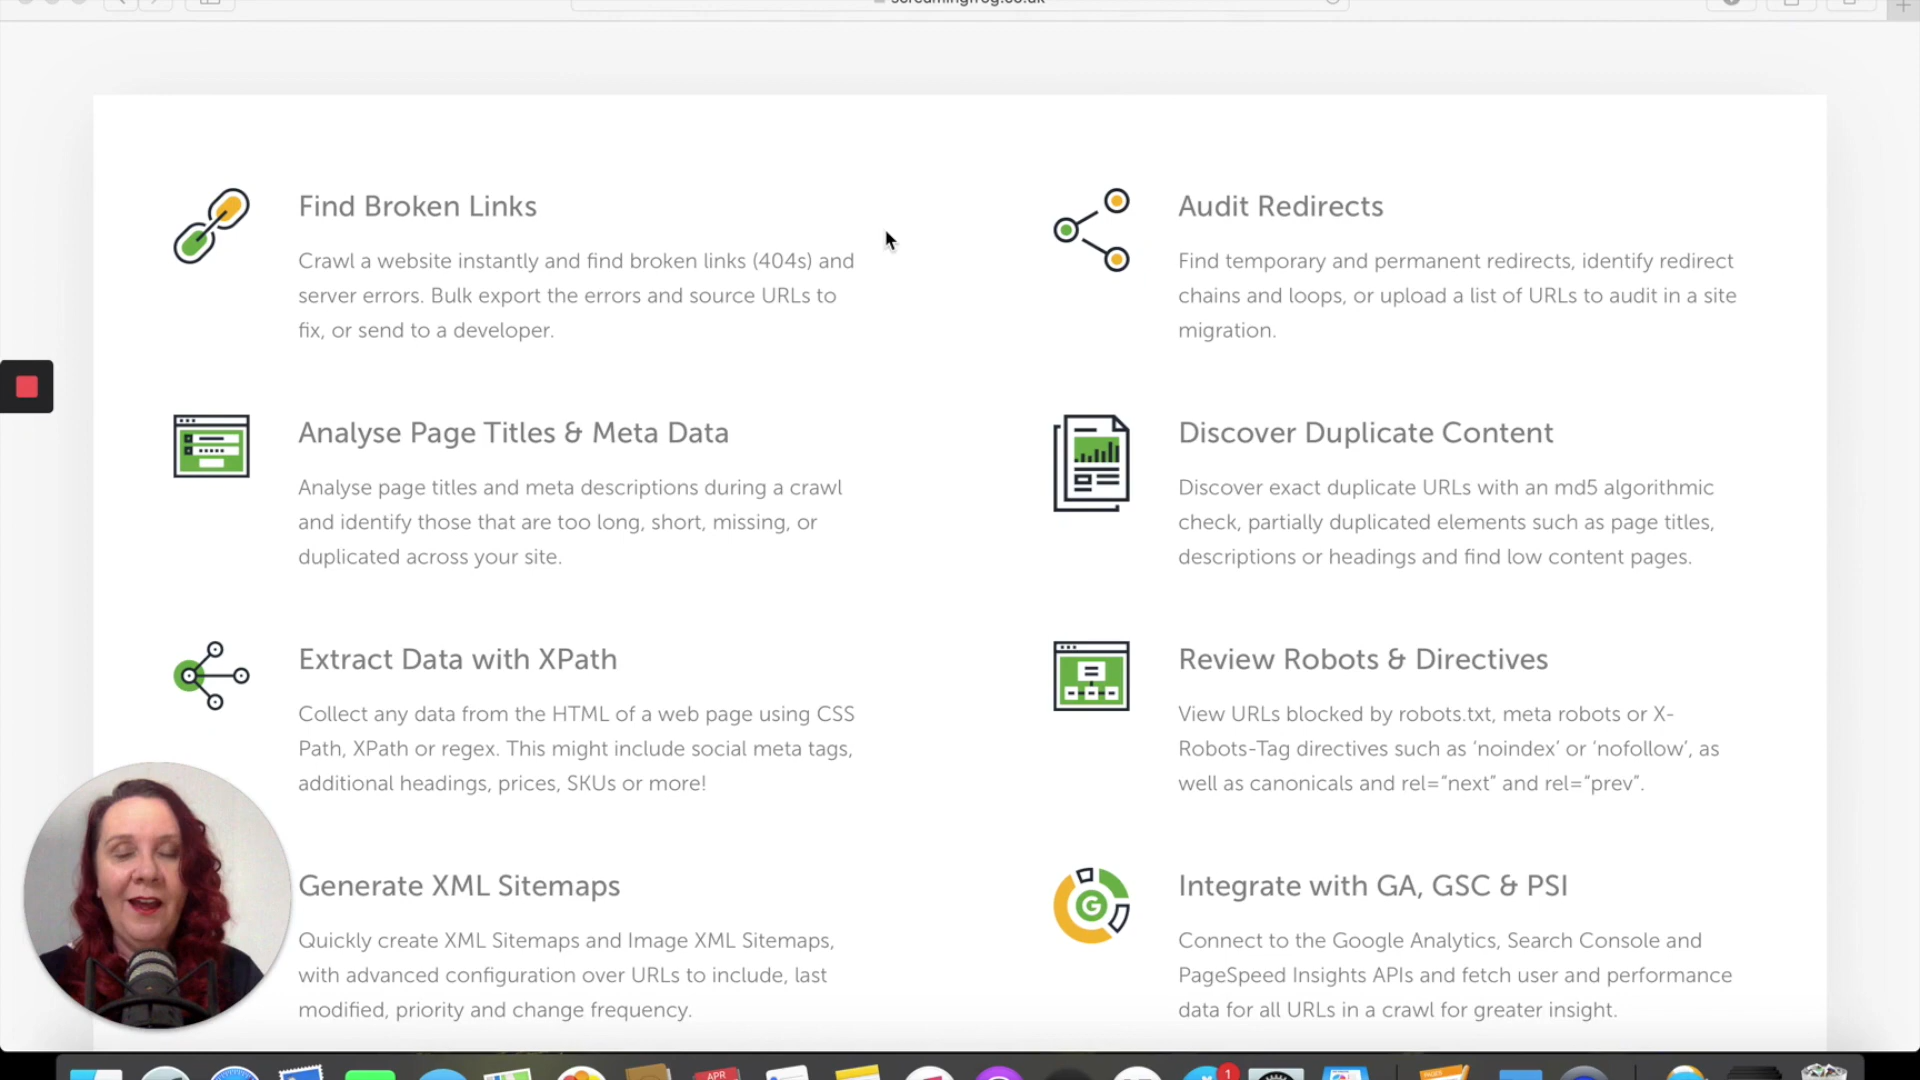 screamingfrog.co.uk
Find Broken Links
Crawl a website instantly and find broken links (404s) and
server errors. Bulk export the errors and source URLs to
fix, or send to a developer.
Audit Redirects
Find temporary and permanent redirects, identify redirect
chains and loops, or upload a list of URLs to audit in a site
migration.
Analyse Page Titles & Meta Data
Analyse page titles and meta descriptions during a crawl
and identify those that are too long, short, missing, or
duplicated across your site.
Discover Duplicate Content
Discover exact duplicate URLs with an md5 algorithmic
check, partially duplicated elements such as page titles,
descriptions or headings and find low content pages.
Extract Data with XPath
Collect any data from the HTML of a web page using CSS
Path, XPath or regex. This might include social meta tags,
additional headings, prices, SKUs or more!
Review Robots & Directives
View URLs blocked by robots.txt, meta robots or X-
Robots-Tag directives such as ‘noindex’ or ‘nofollow’, as
well as canonicals and rel=“next” and rel=“prev”.
Generate XML Sitemaps
Quickly create XML Sitemaps and Image XML Sitemaps,
with advanced configuration over URLs to include, last
modified, priority and change frequency.
G
Integrate with GA, GSC & PSI
Connect to the Google Analytics, Search Console and
PageSpeed Insights APIs and fetch user and performance
data for all URLs in a crawl for greater insight.
APR
1
PAGES